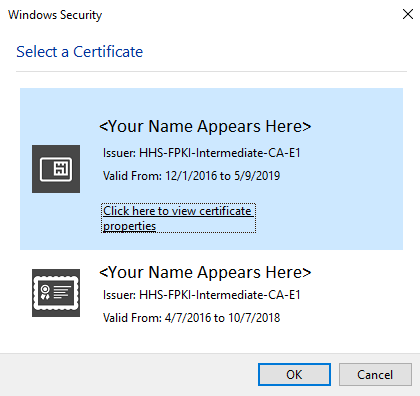 Windows Security
Select a Certificate
<Your Name Appears Here>
Issuer: HHS-FPKI-Intermediate-CA-E1
Valid From: 12/1/2016 to 5/9/2019
Click here to view certificate
properties
<Your Name Appears Here>
Issuer: HHS-FPKI-Intermediate-CA-E1
Valid From: 4/7/2016 to 10/7/2018
OK
Cancel